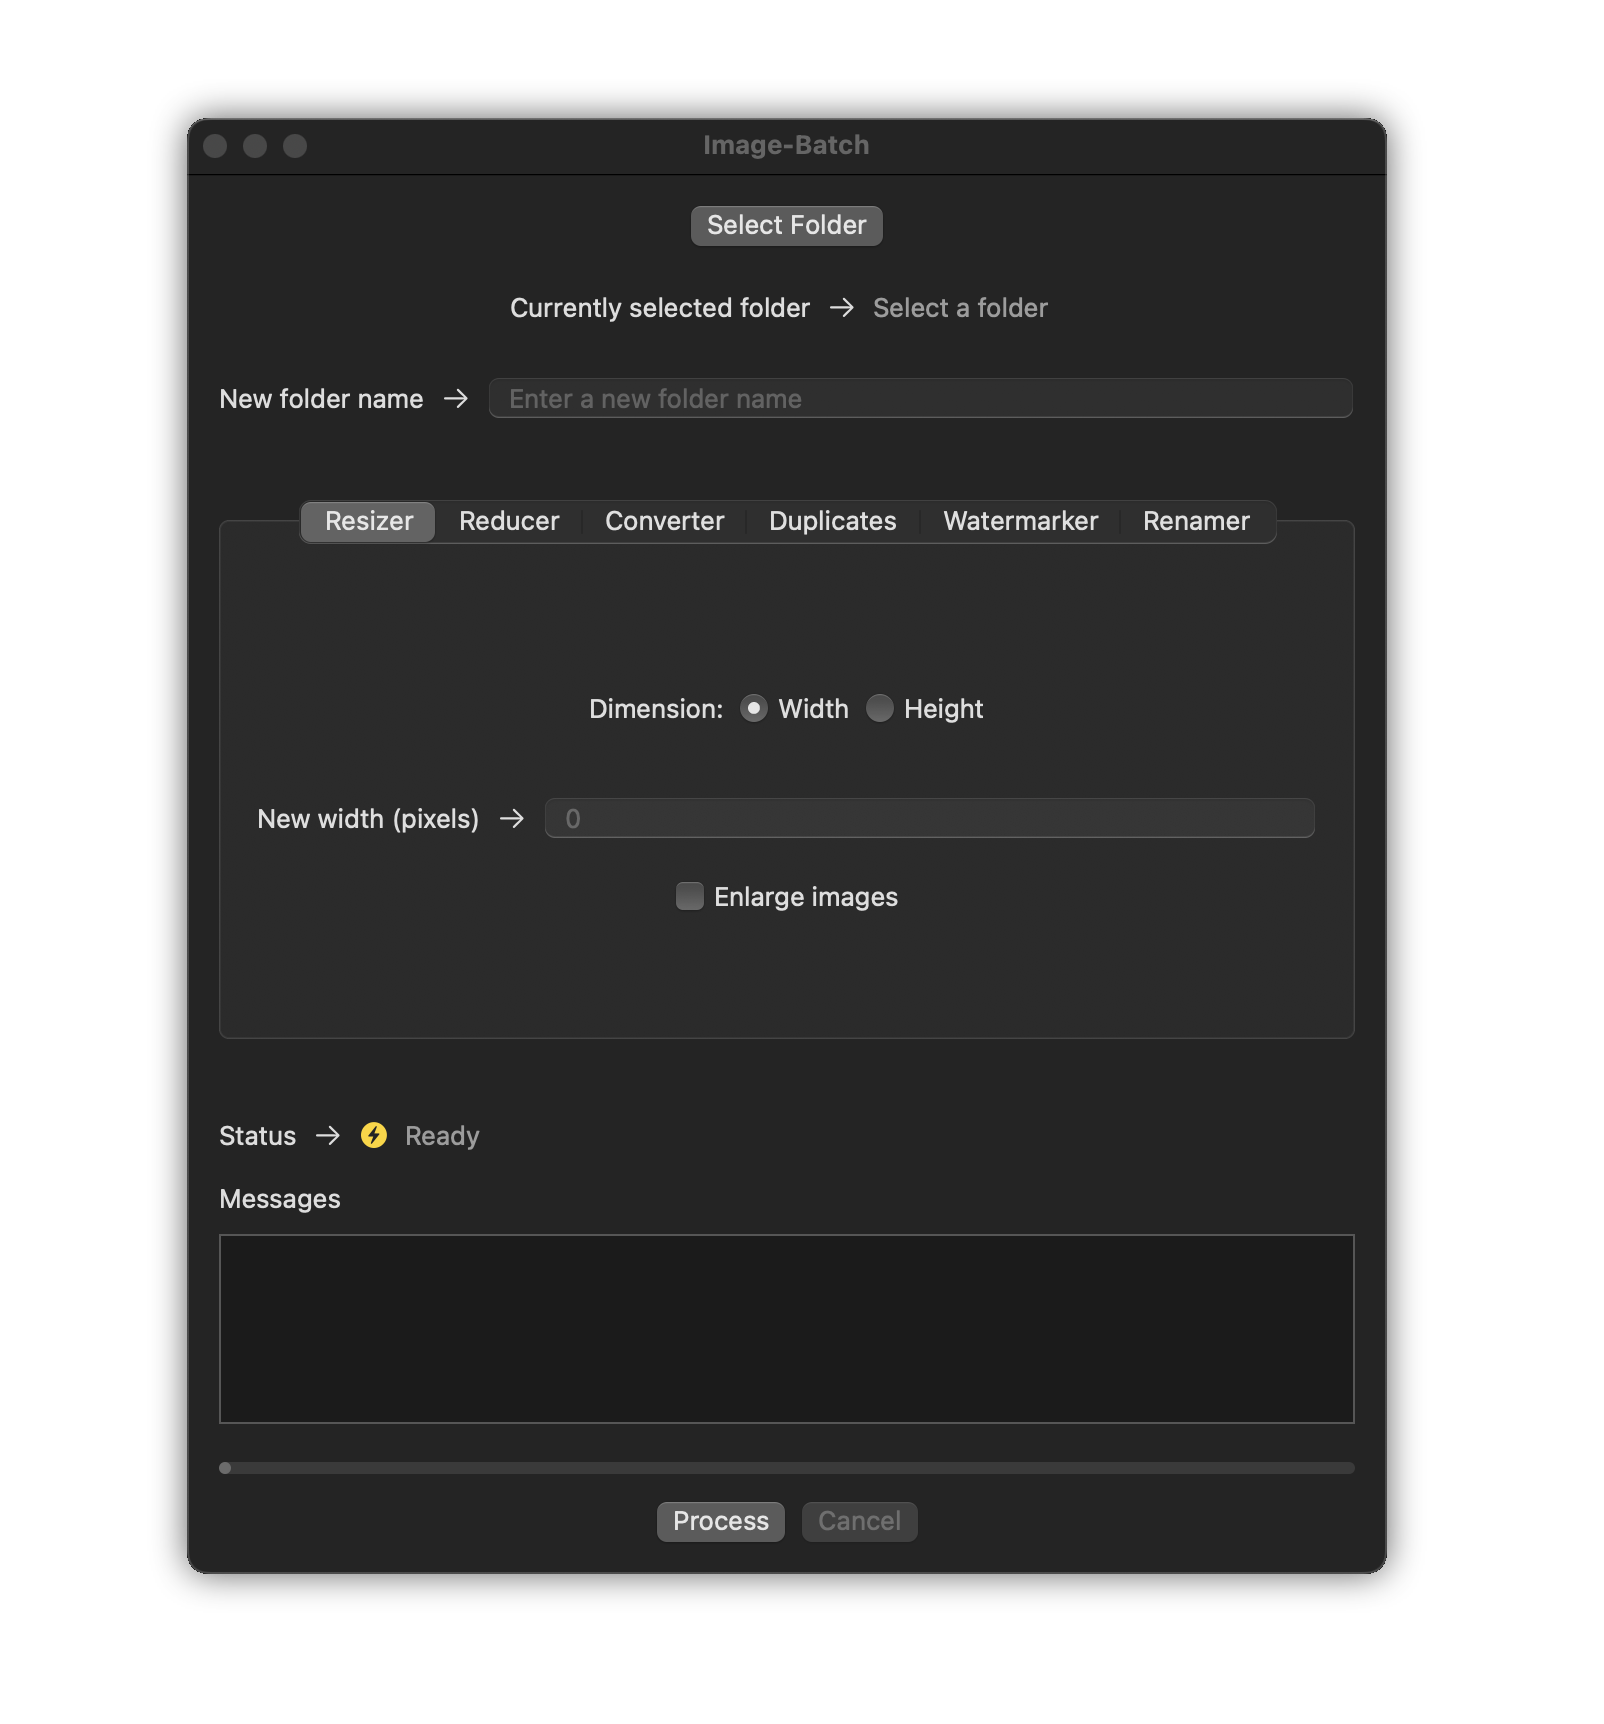 Image-Batch
Select Folder
Currently selected folder → Select a folder
New folder name → Enter a new folder name
Resizer Reducer Converter Duplicates Watermarker Renamer
Dimension: Width Height
New width (pixels) → 0
Enlarge images
Status → Ready
Messages
Process Cancel